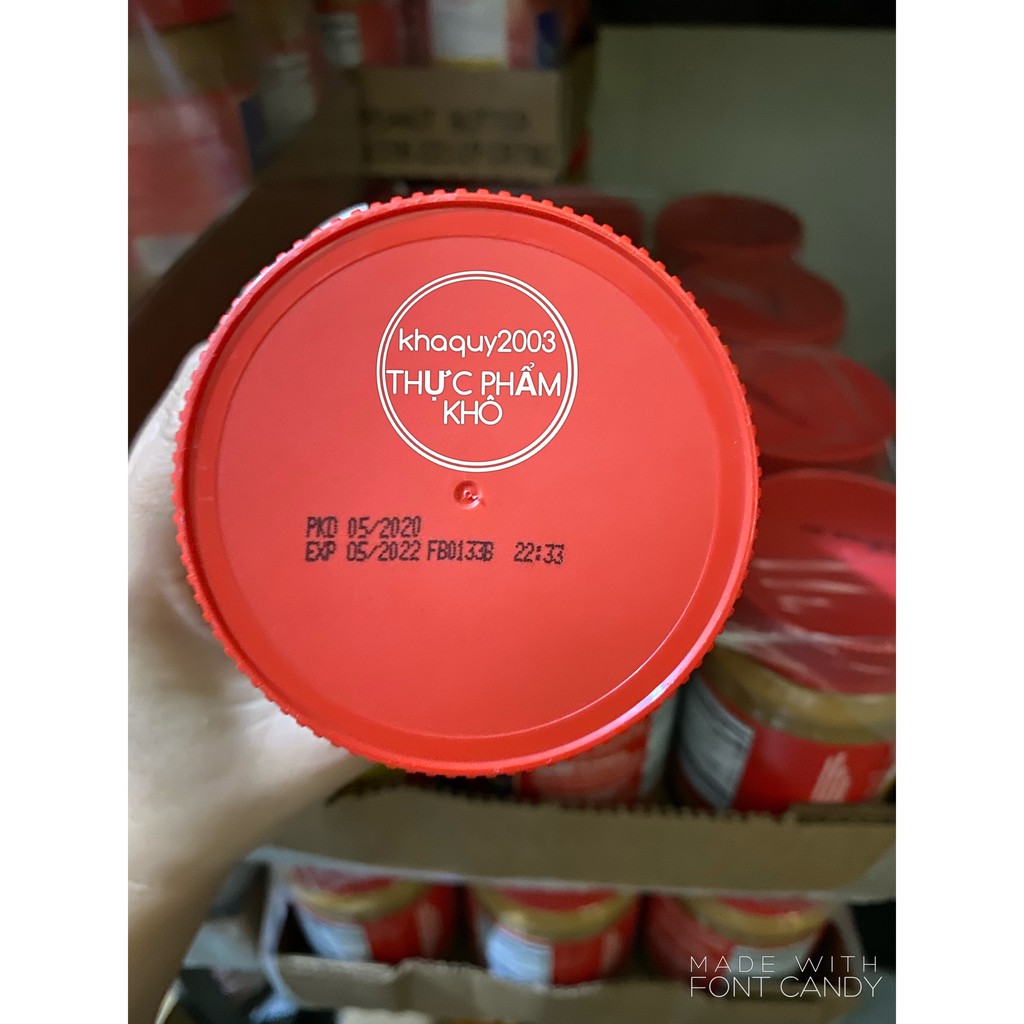 PEANUT BUTTER
khaquy2003
THỰC PHẨM
KHÔ
PKD 05/2020
EXP 05/2022 FB0133B 22:33
MADE WITH
FONT CANDY